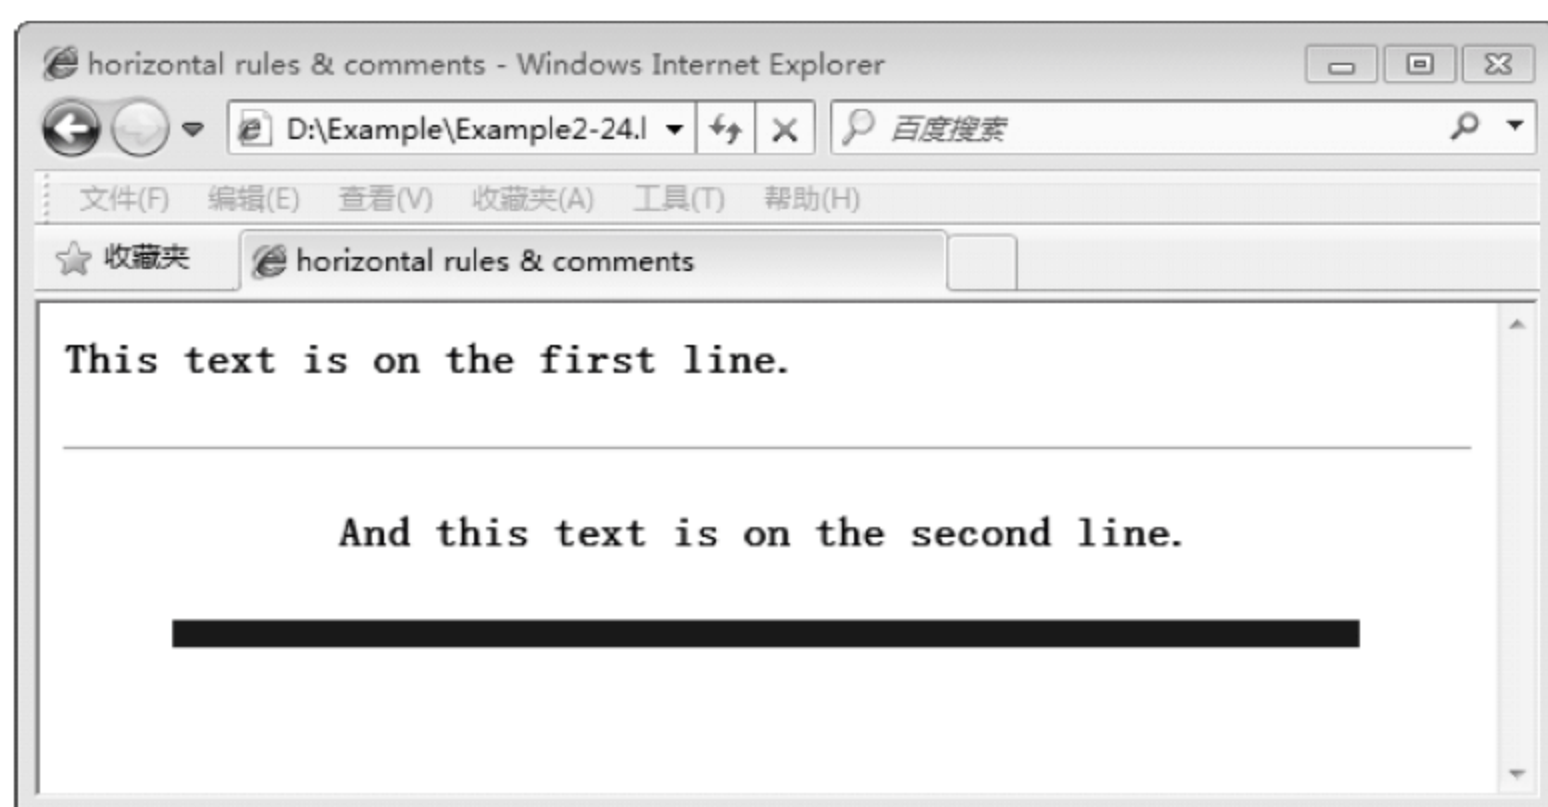 horizontal rules & comments - Windows Internet Explorer
D:\Example\Example2-24.l 百度搜索
文件(F) 编辑(E) 查看(V) 收藏夹(A) 工具(T) 帮助(H)
收藏夹 horizontal rules & comments
This text is on the first line.
And this text is on the second line.